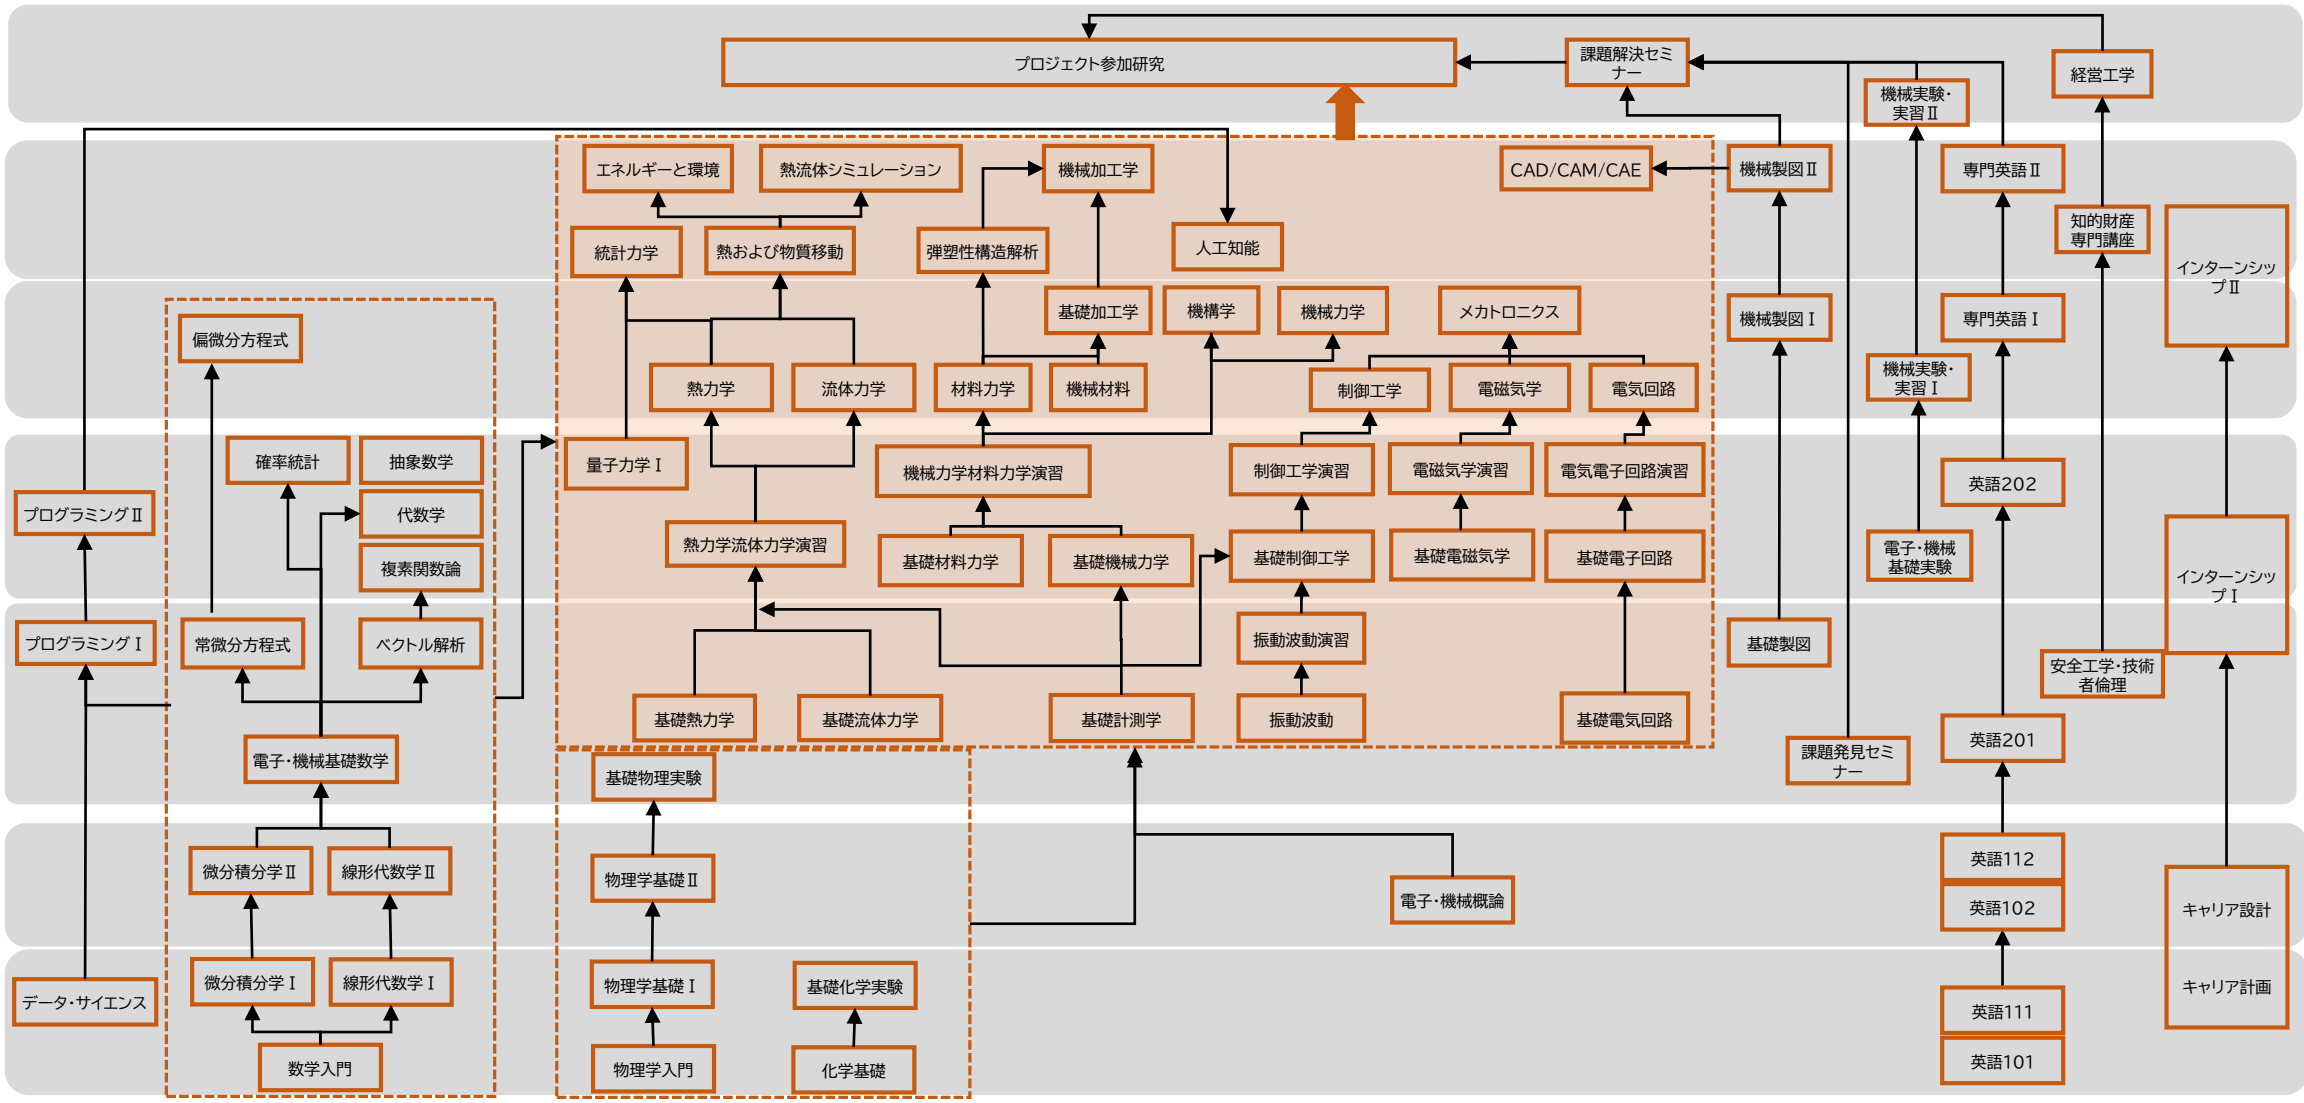 プロジェクト参加研究
課題解決セミ
ナー
経営工学
機械実験・
実習Ⅱ
エネルギーと環境
熱流体シミュレーション
機械加工学
CAD/CAM/CAE
機械製図Ⅱ
専門英語Ⅱ
統計力学
熱および物質移動
弾塑性構造解析
人工知能
知的財産
専門講座
インターンシッ
プⅡ
偏微分方程式
基礎加工学
機構学
機械力学
メカトロニクス
機械製図Ⅰ
専門英語Ⅰ
熱力学
流体力学
材料力学
機械材料
制御工学
電磁気学
電気回路
機械実験・
実習Ⅰ
確率統計
抽象数学
量子力学Ⅰ
機械力学材料力学演習
制御工学演習
電磁気学演習
電気電子回路演習
英語202
プログラミングⅡ
代数学
熱力学流体力学演習
基礎材料力学
基礎機械力学
基礎制御工学
基礎電磁気学
基礎電子回路
電子・機械
基礎実験
インターンシッ
プⅠ
複素関数論
プログラミングⅠ
常微分方程式
ベクトル解析
振動波動演習
基礎製図
安全工学・技術
者倫理
基礎熱力学
基礎流体力学
基礎計測学
振動波動
基礎電気回路
英語201
電子・機械基礎数学
基礎物理実験
課題発見セミ
ナー
微分積分学Ⅱ
線形代数学Ⅱ
物理学基礎Ⅱ
電子・機械概論
英語112
英語102
キャリア設計
データ・サイエンス
微分積分学Ⅰ
線形代数学Ⅰ
物理学基礎Ⅰ
基礎化学実験
キャリア計画
英語111
数学入門
物理学入門
化学基礎
英語101